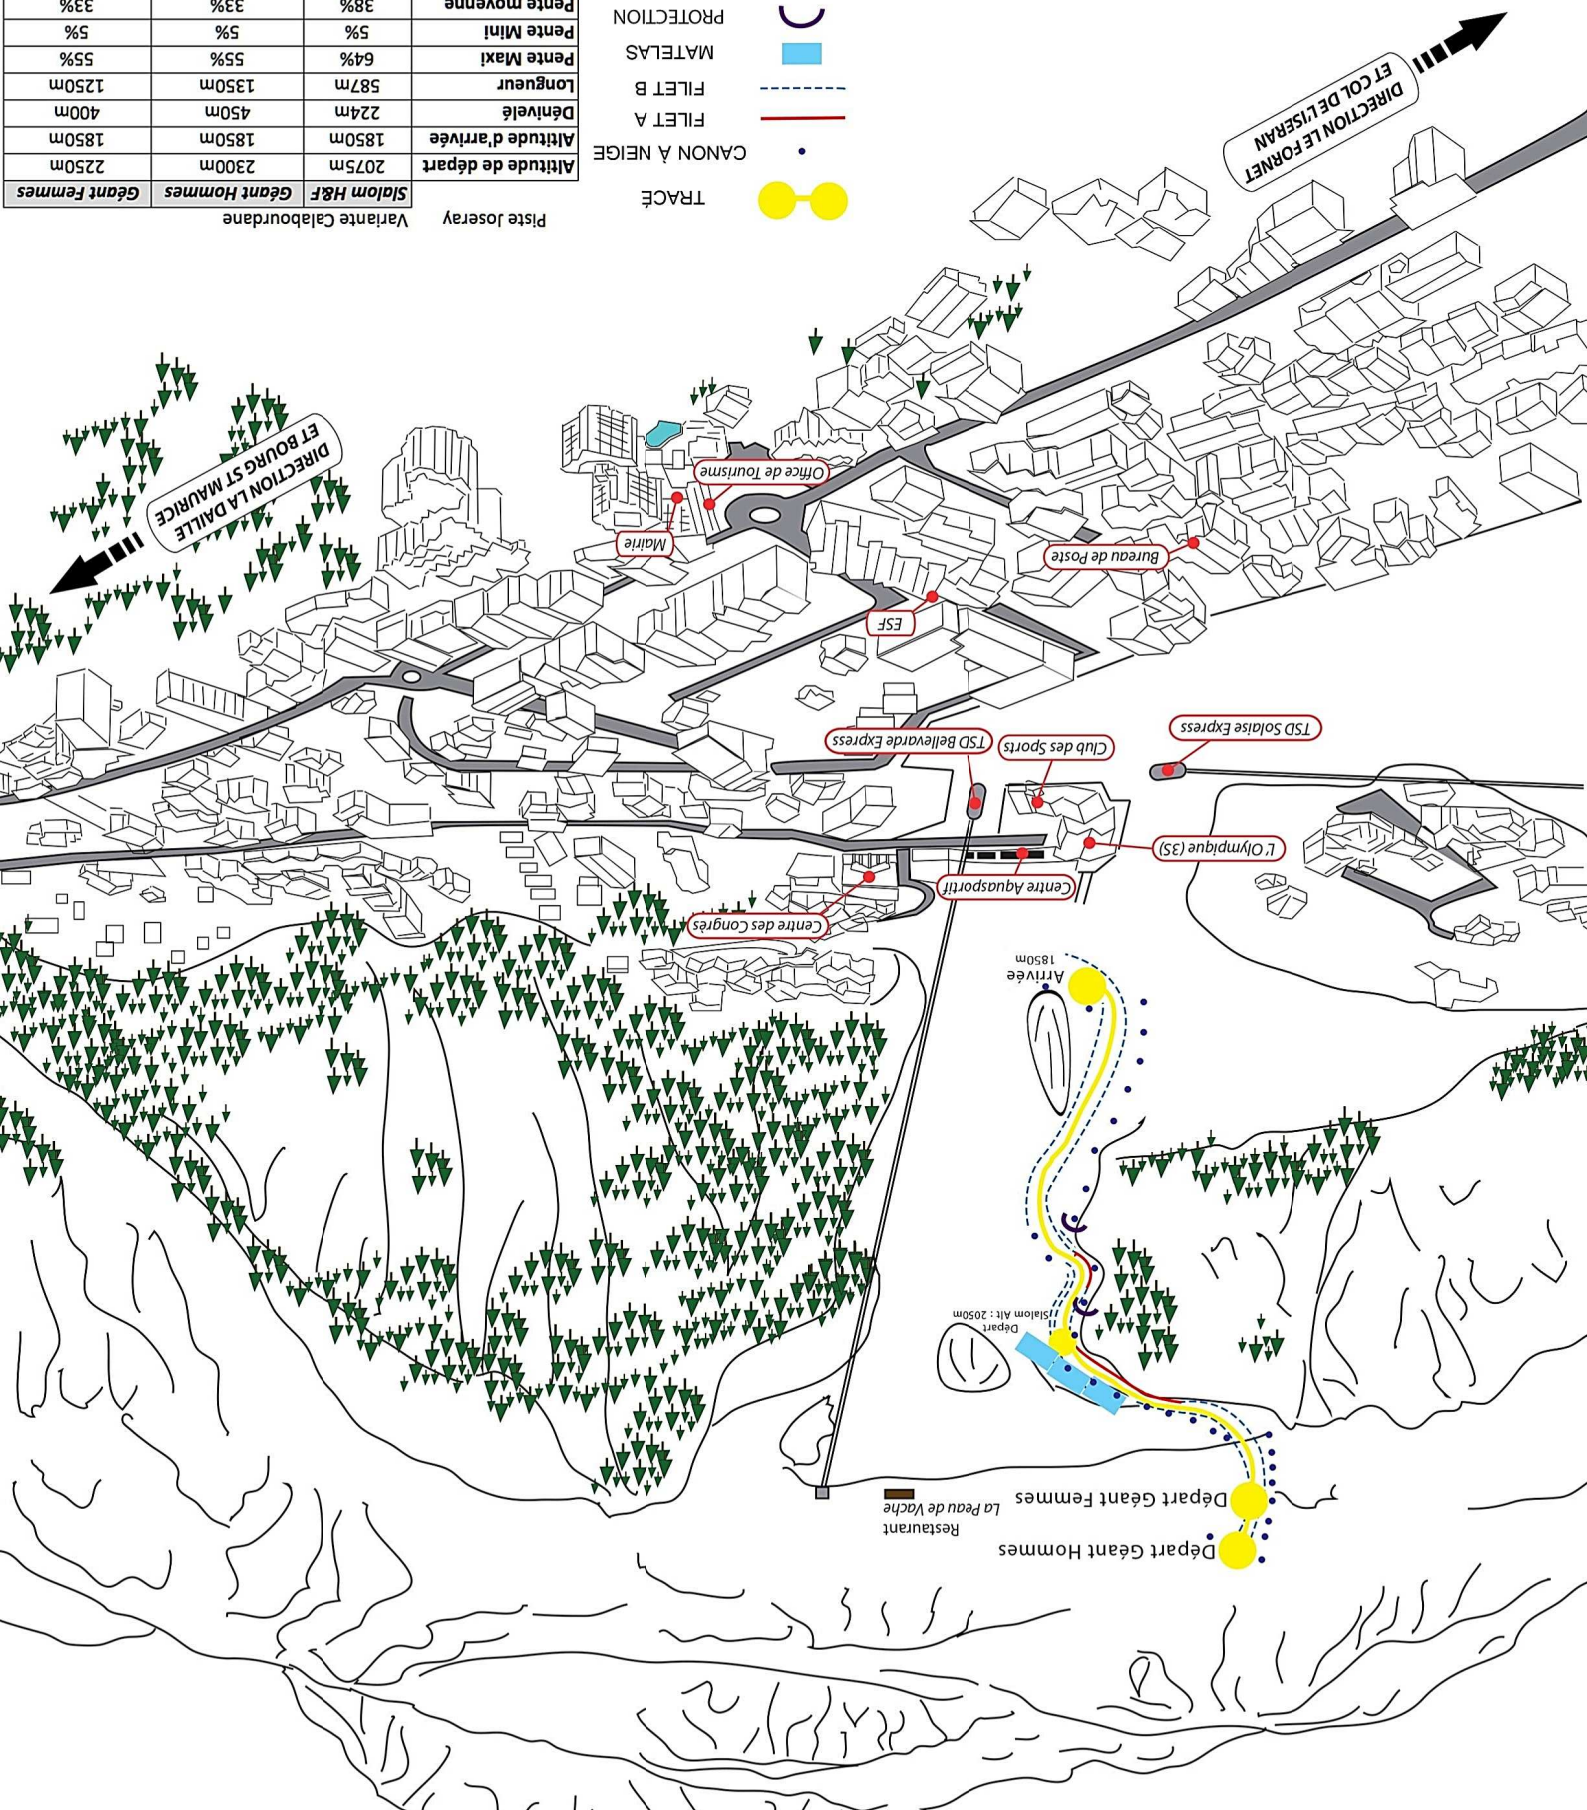 Départ Géant Hommes
Départ Géant Femmes
Restaurant
La Peau de Vache
Départ
Slalom Alt : 2050m
Arrivée
1850m
Centre des Congrès
Centre Aquasportif
L'Olympique (3S)
TSD Solaise Express
Club des Sports
TSD Bellevarde Express
ESF
Bureau de Poste
Mairie
Office de Tourisme
DIRECTION LA DAILLE
ET BOURG ST MAURICE
DIRECTION LE FORNET
ET COL DE L'ISERAN
TRACÉ
CANON À NEIGE
FILET A
FILET B
MATELAS
PROTECTION
Piste Joseray Variante Calabourdane
Slalom H&F Géant Hommes Géant Femmes
Altitude de départ 2075m 2300m 2250m
Altitude d'arrivée 1850m 1850m 1850m
Dénivelé 224m 450m 400m
Longueur 587m 1350m 1250m
Pente Maxi 64% 55% 55%
Pente Mini 5% 5% 5%
Pente moyenne 38% 33% 33%